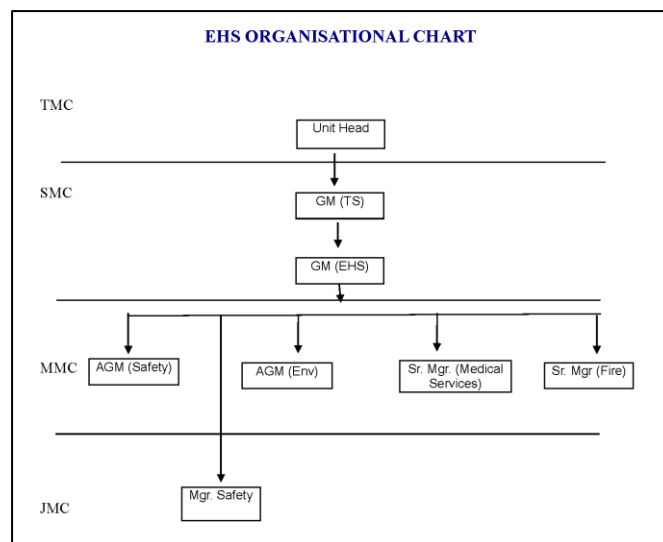 EHS ORGANISATIONAL CHART
TMC
Unit Head
SMC
GM (TS)
GM (EHS)
MMC
AGM (Safety)
AGM (Env)
Sr. Mgr. (Medical
Services)
Sr. Mgr (Fire)
Mgr. Safety
JMC